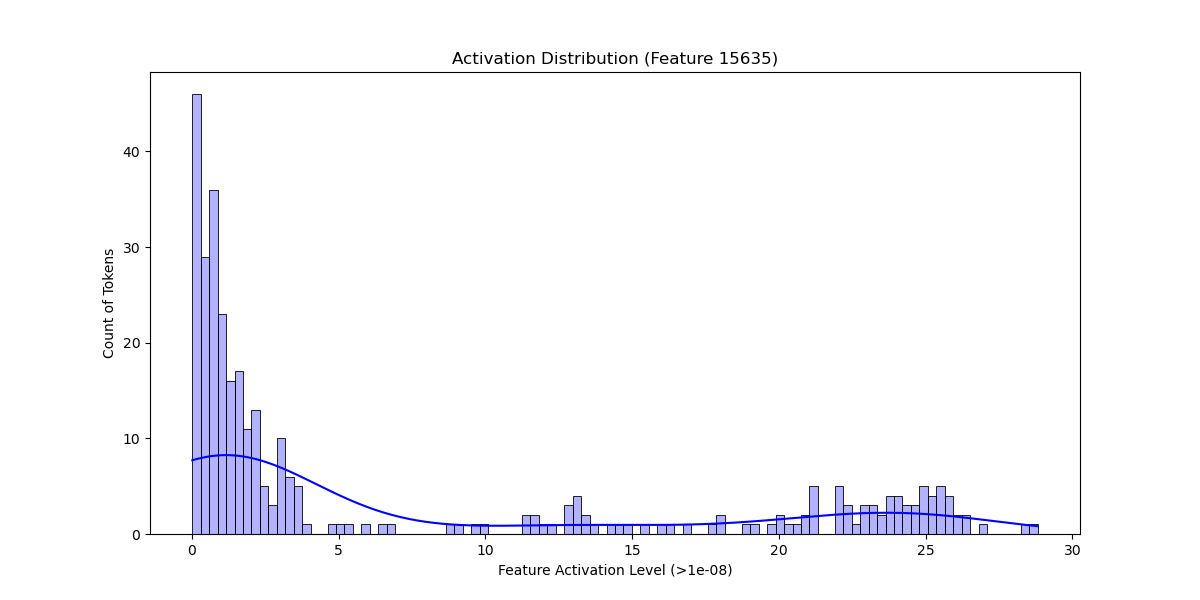 Activation Distribution (Feature 15635)
Count of Tokens
40
30
20
10
0
0 5 10 15 20 25 30
Feature Activation Level (>1e-08)